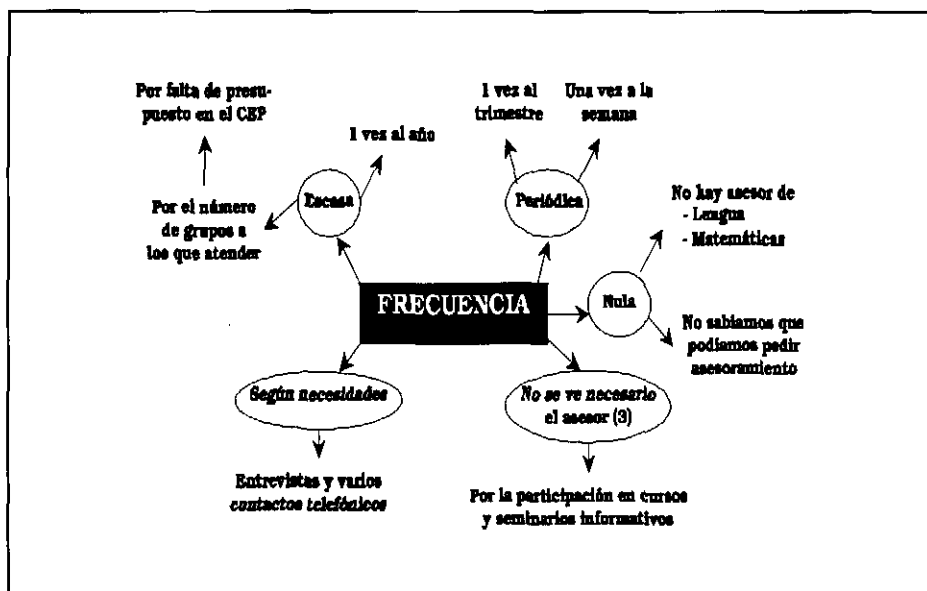 Por falta de presu-
puesto en el CEP
1 vez al año
1 vez al
trimestre
Una vez a la
semana
Escasa
Periódica
Por el número
de grupos a
los que atender
No hay asesor de
- Lengua
- Matemáticas
FRECUENCIA
Nula
No sabíamos que
podíamos pedir
asesoramiento
Según necesidades
No se ve necesario
el asesor (3)
Entrevistas y varios
contactos telefónicos
Por la participación en cursos
y seminarios informativos